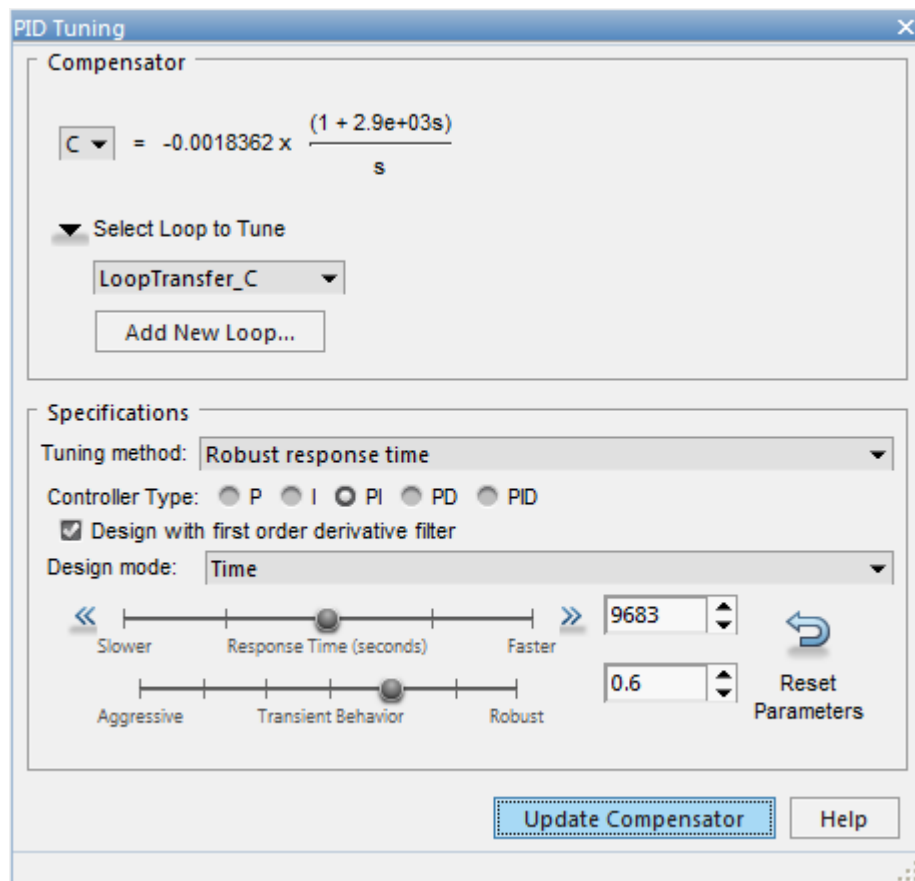 PID Tuning
Compensator
(1 + 2.9e+03s)
C = -0.0018362 x
s
Select Loop to Tune
LoopTransfer_C
Add New Loop...
Specifications
Tuning method: Robust response time
Controller Type: P I PI PD PID
Design with first order derivative filter
Design mode: Time
9683
Slower Response Time (seconds) Faster
0.6 Reset
Aggressive Transient Behavior Robust Parameters
Update Compensator Help